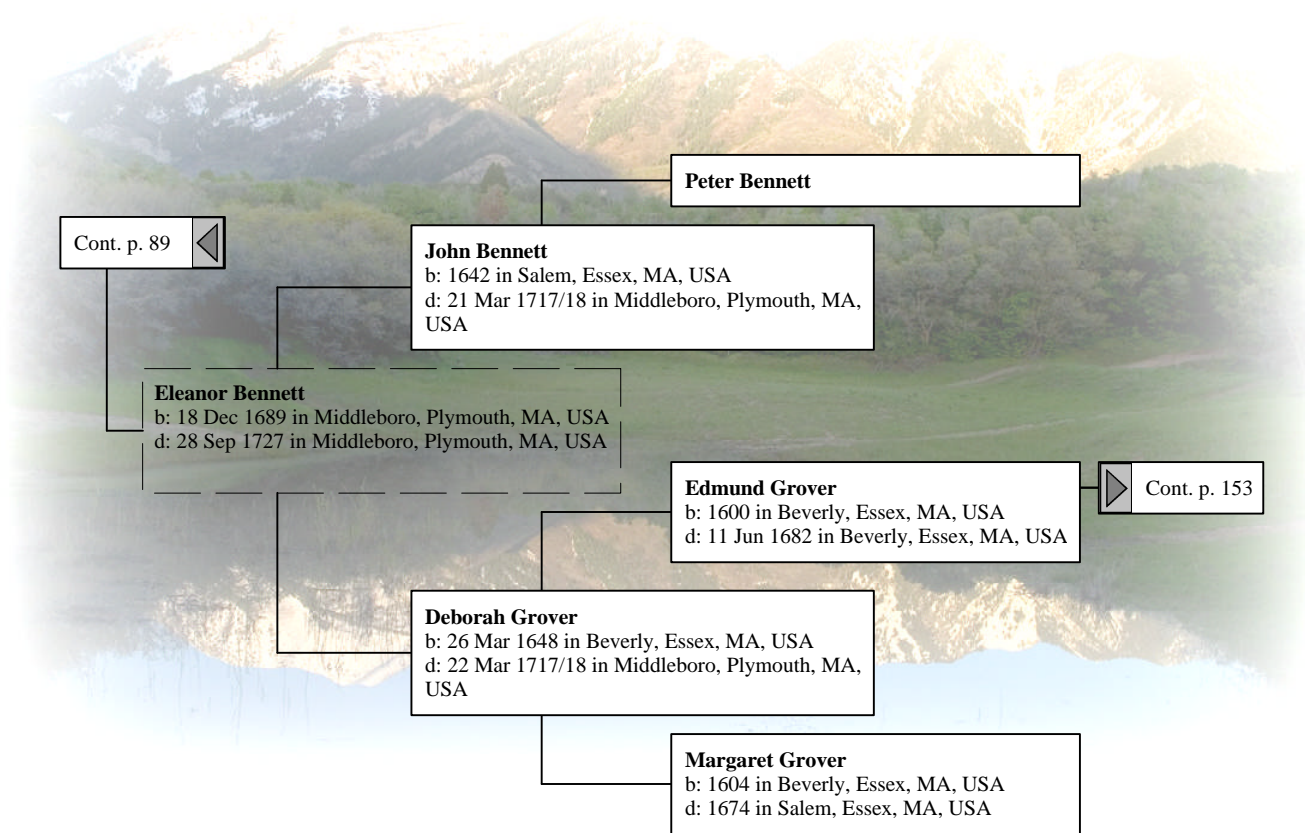 Peter Bennett
Cont. p. 89
John Bennett
b: 1642 in Salem, Essex, MA, USA
d: 21 Mar 1717/18 in Middleboro, Plymouth, MA,
USA
Eleanor Bennett
b: 18 Dec 1689 in Middleboro, Plymouth, MA, USA
d: 28 Sep 1727 in Middleboro, Plymouth, MA, USA
Edmund Grover
b: 1600 in Beverly, Essex, MA, USA
d: 11 Jun 1682 in Beverly, Essex, MA, USA
Cont. p. 153
Deborah Grover
b: 26 Mar 1648 in Beverly, Essex, MA, USA
d: 22 Mar 1717/18 in Middleboro, Plymouth, MA,
USA
Margaret Grover
b: 1604 in Beverly, Essex, MA, USA
d: 1674 in Salem, Essex, MA, USA